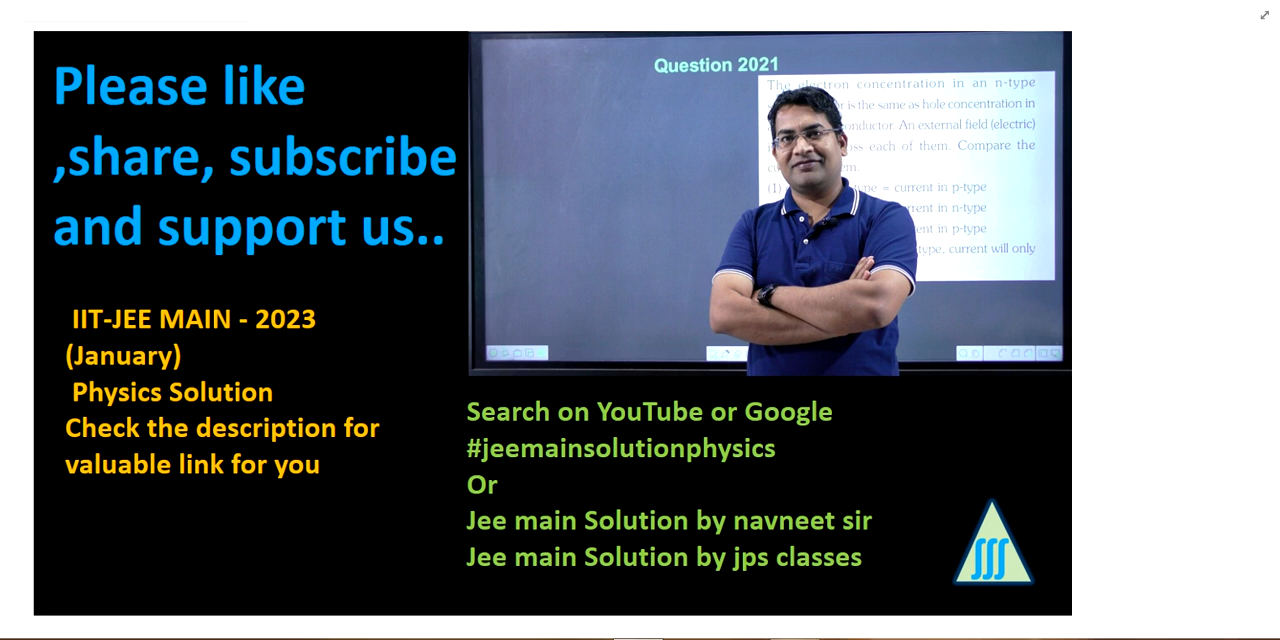 Please like
,share, subscribe
and support us..
IIT-JEE MAIN - 2023
(January)
Physics Solution
Check the description for
valuable link for you
Question 2021
The electron concentration in an n-type
is the same as hole concentration in
An external field (electric)
each of them. Compare the
(1) = current in p-type
in n-type
in p-type
type, current will only
Search on YouTube or Google
#jeemainsolutionphysics
Or
Jee main Solution by navneet sir
Jee main Solution by jps classes
∫∫∫